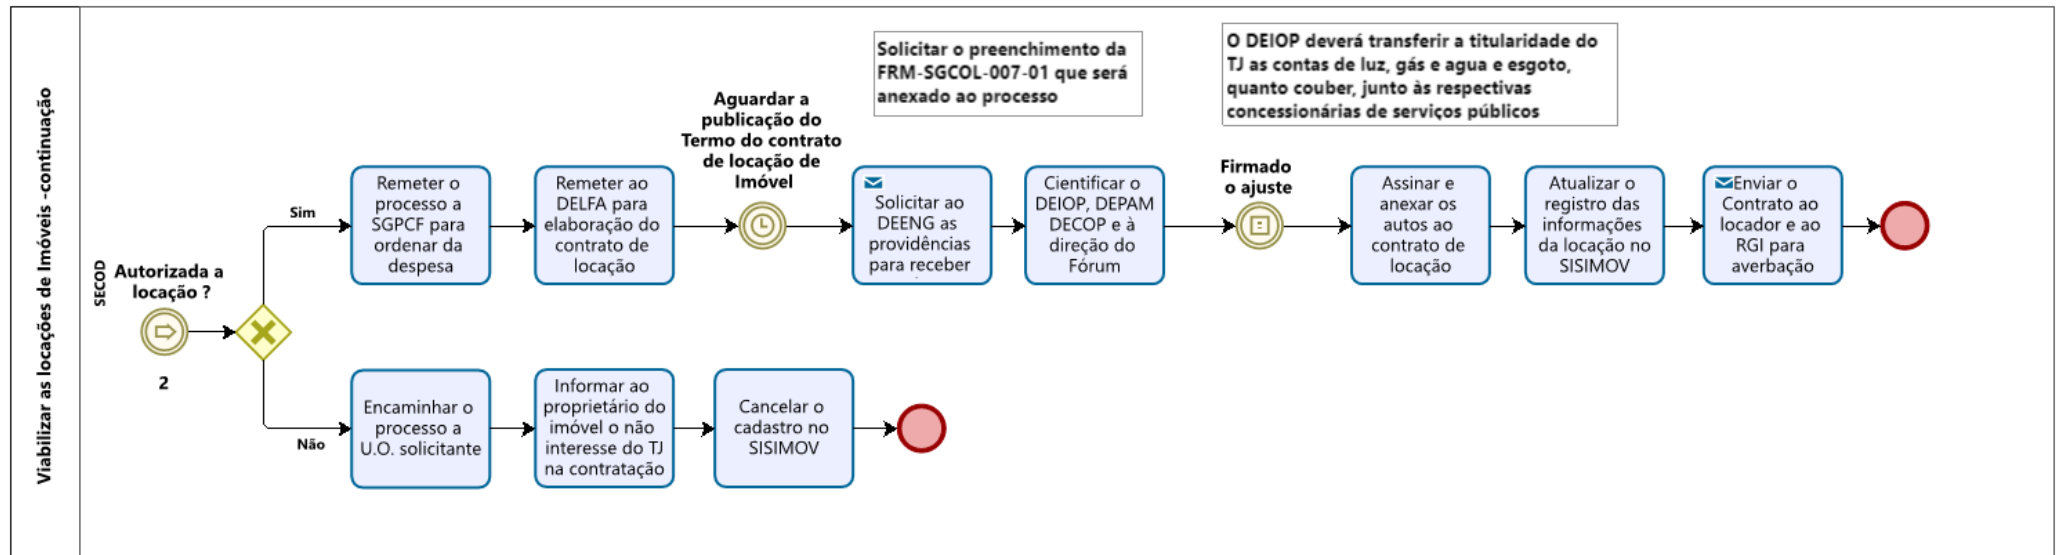 Viabilizar as locações de Imóveis -continuação
SECOD
Autorizada a
locação ?
2
Sim
Não
Remeter o
processo a
SGPCF para
ordenar da
despesa
Remeter ao
DELFA para
elaboração do
contrato de
locação
Aguardar a
publicação do
Termo do contrato
de locação de
Imóvel
Solicitar o preenchimento da
FRM-SGCOL-007-01 que será
anexado ao processo
Solicitar ao
DEENG as
providências
para receber
Cientificar o
DEIOP, DEPAM
DECOP e à
direção do
Fórum
O DEIOP deverá transferir a titularidade do
TJ as contas de luz, gás e agua e esgoto,
quanto couber, junto às respectivas
concessionárias de serviços públicos
Firmado
o ajuste
Assinar e
anexar os
autos ao
contrato de
locação
Atualizar o
registro das
informações
da locação no
SISIMOV
Enviar o
Contrato ao
locador e ao
RGI para
averbação
Encaminhar o
processo a
U.O. solicitante
Informar ao
proprietário do
imóvel o não
interesse do TJ
na contratação
Cancelar o
cadastro no
SISIMOV